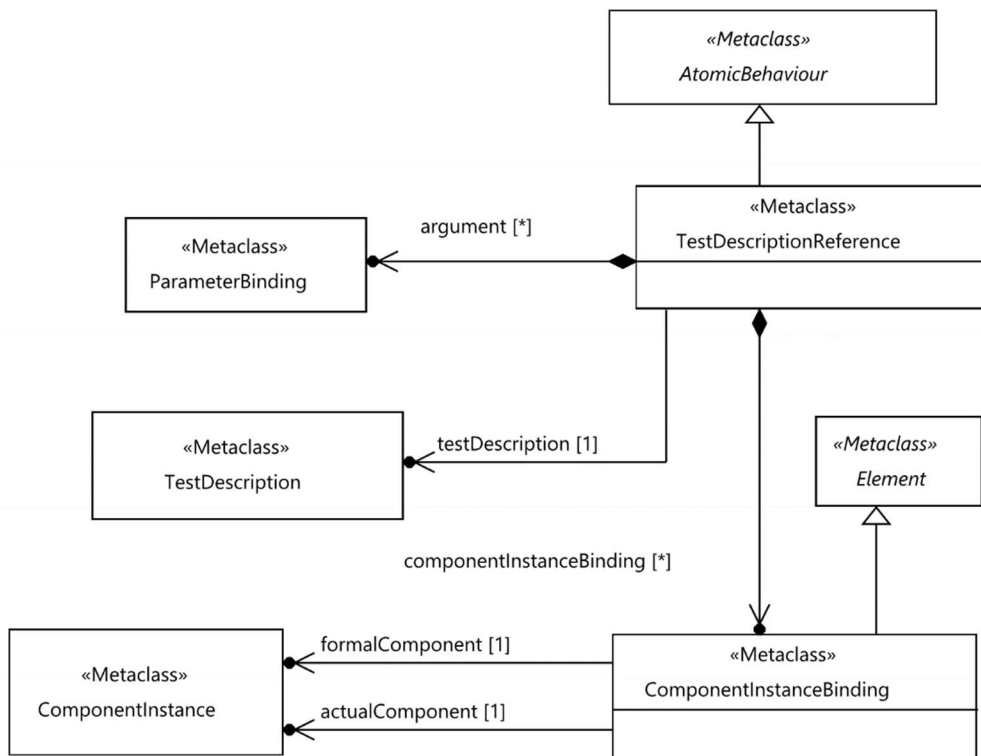 «Metaclass»
AtomicBehaviour
«Metaclass»
TestDescriptionReference
argument [*]
«Metaclass»
ParameterBinding
«Metaclass»
TestDescription
testDescription [1]
«Metaclass»
Element
componentInstanceBinding [*]
«Metaclass»
ComponentInstance
formalComponent [1]
actualComponent [1]
«Metaclass»
ComponentInstanceBinding